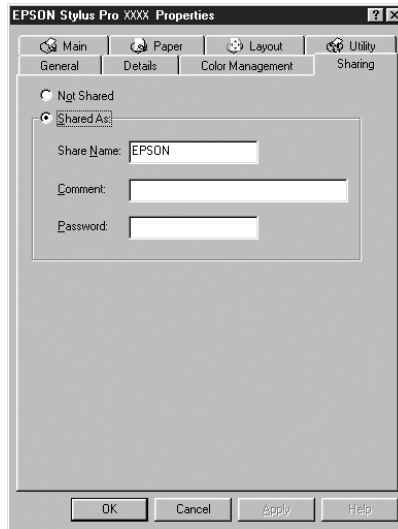 EPSON Stylus Pro XXXX Properties
Main Paper Layout Utility
General Details Color Management Sharing
Not Shared
Shared As:
Share Name: EPSON
Comment:
Password:
OK Cancel Apply Help